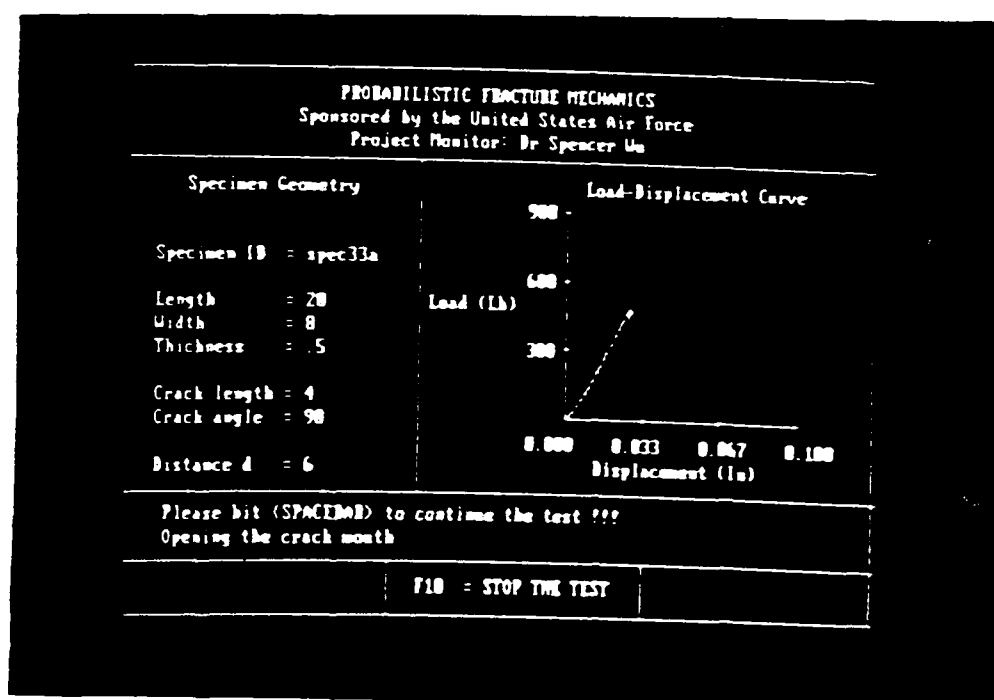 PROBABILISTIC FRACTURE MECHANICS
Sponsored by the United States Air Force
Project Monitor: Dr Spencer Wu
Specimen Geometry
Specimen ID = spec33a
Length = 20
Width = 8
Thickness = .5
Crack length = 4
Crack angle = 90
Distance d = 6
Load-Displacement Curve
900
600
Load (Lb)
300
0.000 0.033 0.067 0.100
Displacement (In)
Please hit (SPACEBAR) to continue the test !!!
Opening the crack mouth
F10 = STOP THE TEST